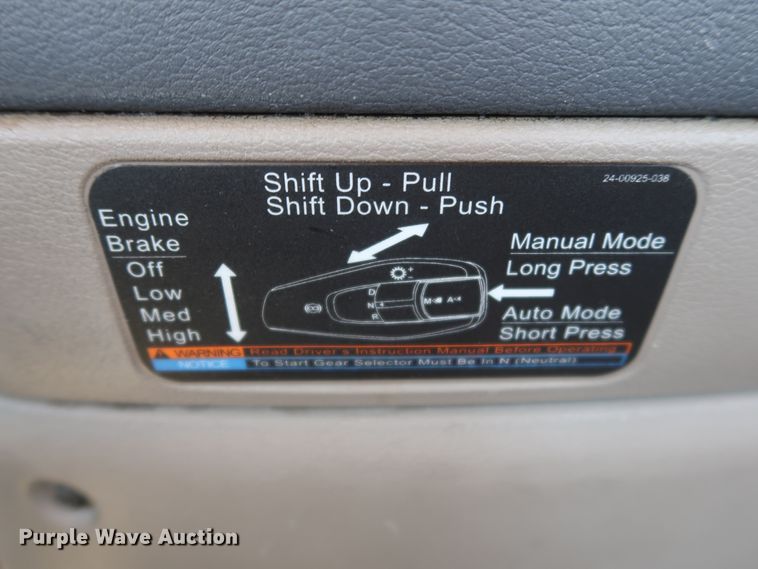 Shift Up - Pull
Shift Down - Push
24-00925-038
Engine
Brake
Off
Low
Med
High
Manual Mode
Long Press
Auto Mode
Short Press
D
N
R
+
-
M
A
WARNING Read Driver's Instruction Manual Before Operating
NOTICE To Start Gear Selector Must Be In N (Neutral)
Purple Wave Auction